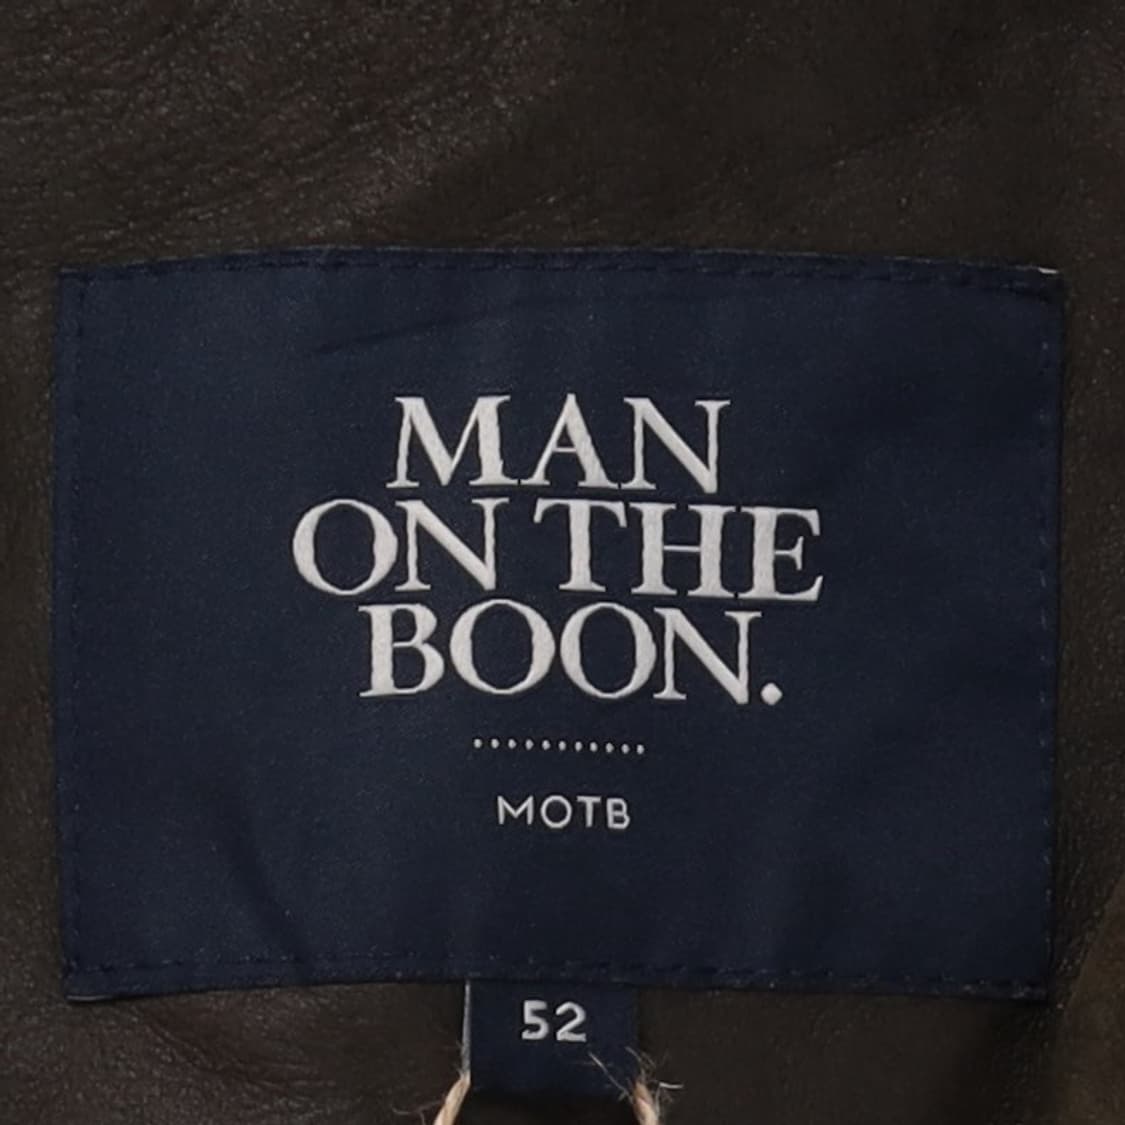 MAN
ON THE
BOON.
MOTB
52